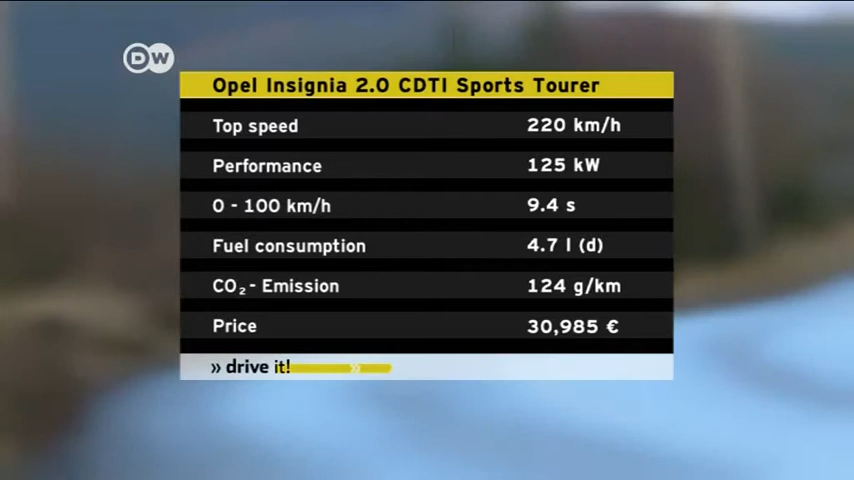 DW
Opel Insignia 2.0 CDTI Sports Tourer
Top speed 220 km/h
Performance 125 kW
0 - 100 km/h 9.4 s
Fuel consumption 4.7 l (d)
CO₂ - Emission 124 g/km
Price 30,985 €
» drive it! »